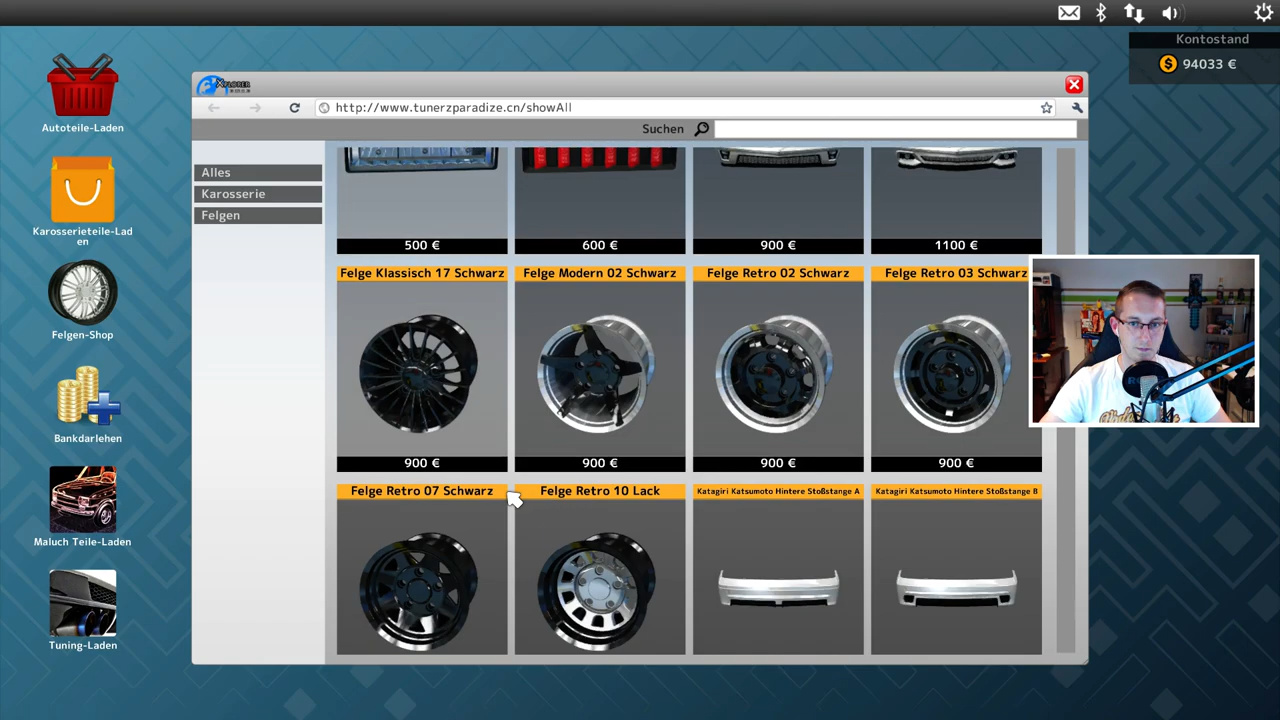 Kontostand
94033 €
Autoteile-Laden
Karosserieteile-Lad
en
Felgen-Shop
Bankdarlehen
Maluch Teile-Laden
Tuning-Laden
XPLORER
http://www.tunerzparadize.cn/showAll
Suchen
Alles
Karosserie
Felgen
500 €
600 €
900 €
1100 €
Felge Klassisch 17 Schwarz
Felge Modern 02 Schwarz
Felge Retro 02 Schwarz
Felge Retro 03 Schwarz
900 €
900 €
900 €
900 €
Felge Retro 07 Schwarz
Felge Retro 10 Lack
Katagiri Katsumoto Hintere Stoßstange A
Katagiri Katsumoto Hintere Stoßstange B